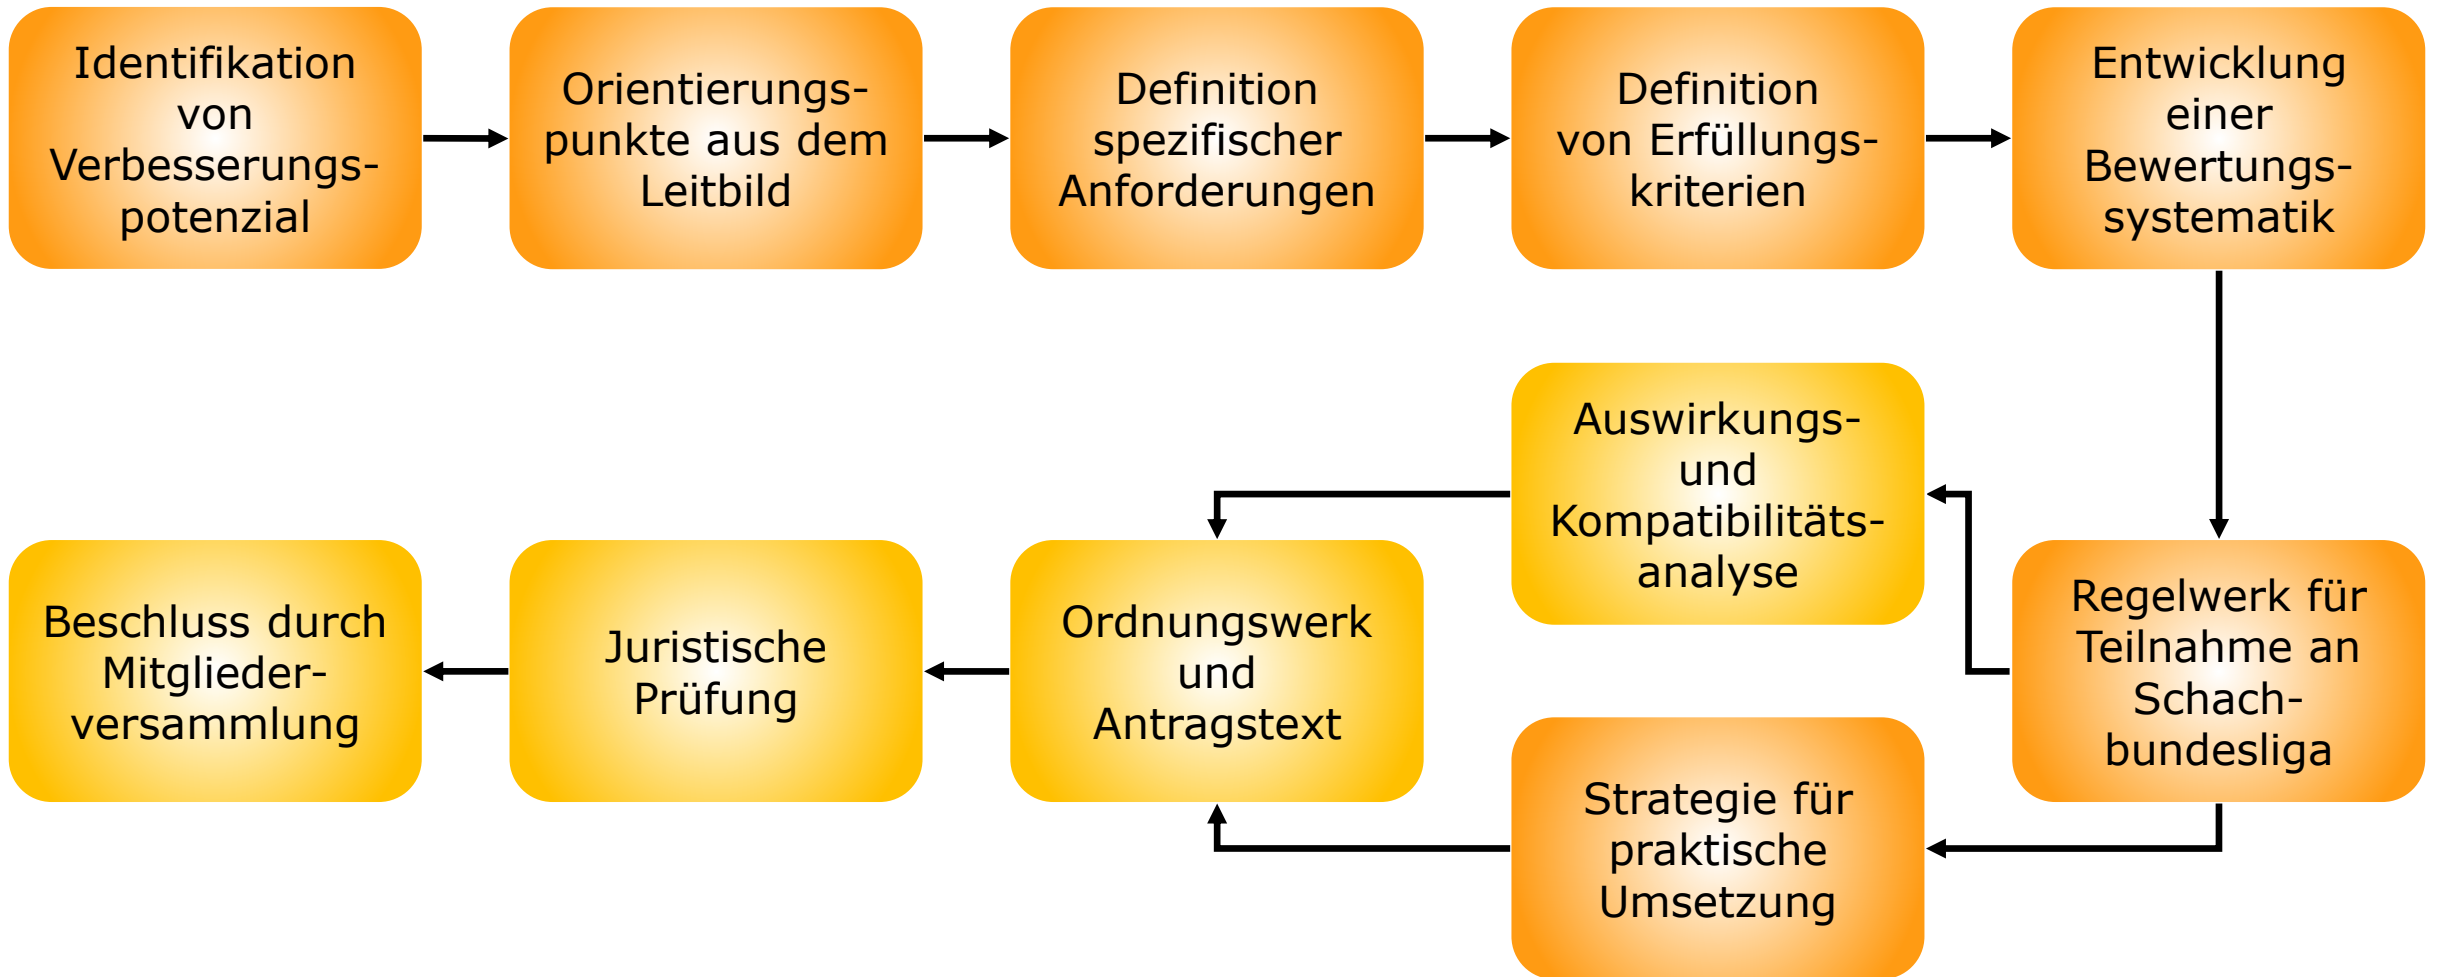 Identifikation
von
Verbesserungs-
potenzial
Orientierungs-
punkte aus dem
Leitbild
Definition
spezifischer
Anforderungen
Definition
von Erfüllungs-
kriterien
Entwicklung
einer
Bewertungs-
systematik
Regelwerk für
Teilnahme an
Schach-
bundesliga
Auswirkungs-
und
Kompatibilitäts-
analyse
Strategie für
praktische
Umsetzung
Ordnungswerk
und
Antragstext
Juristische
Prüfung
Beschluss durch
Mitglieder-
versammlung